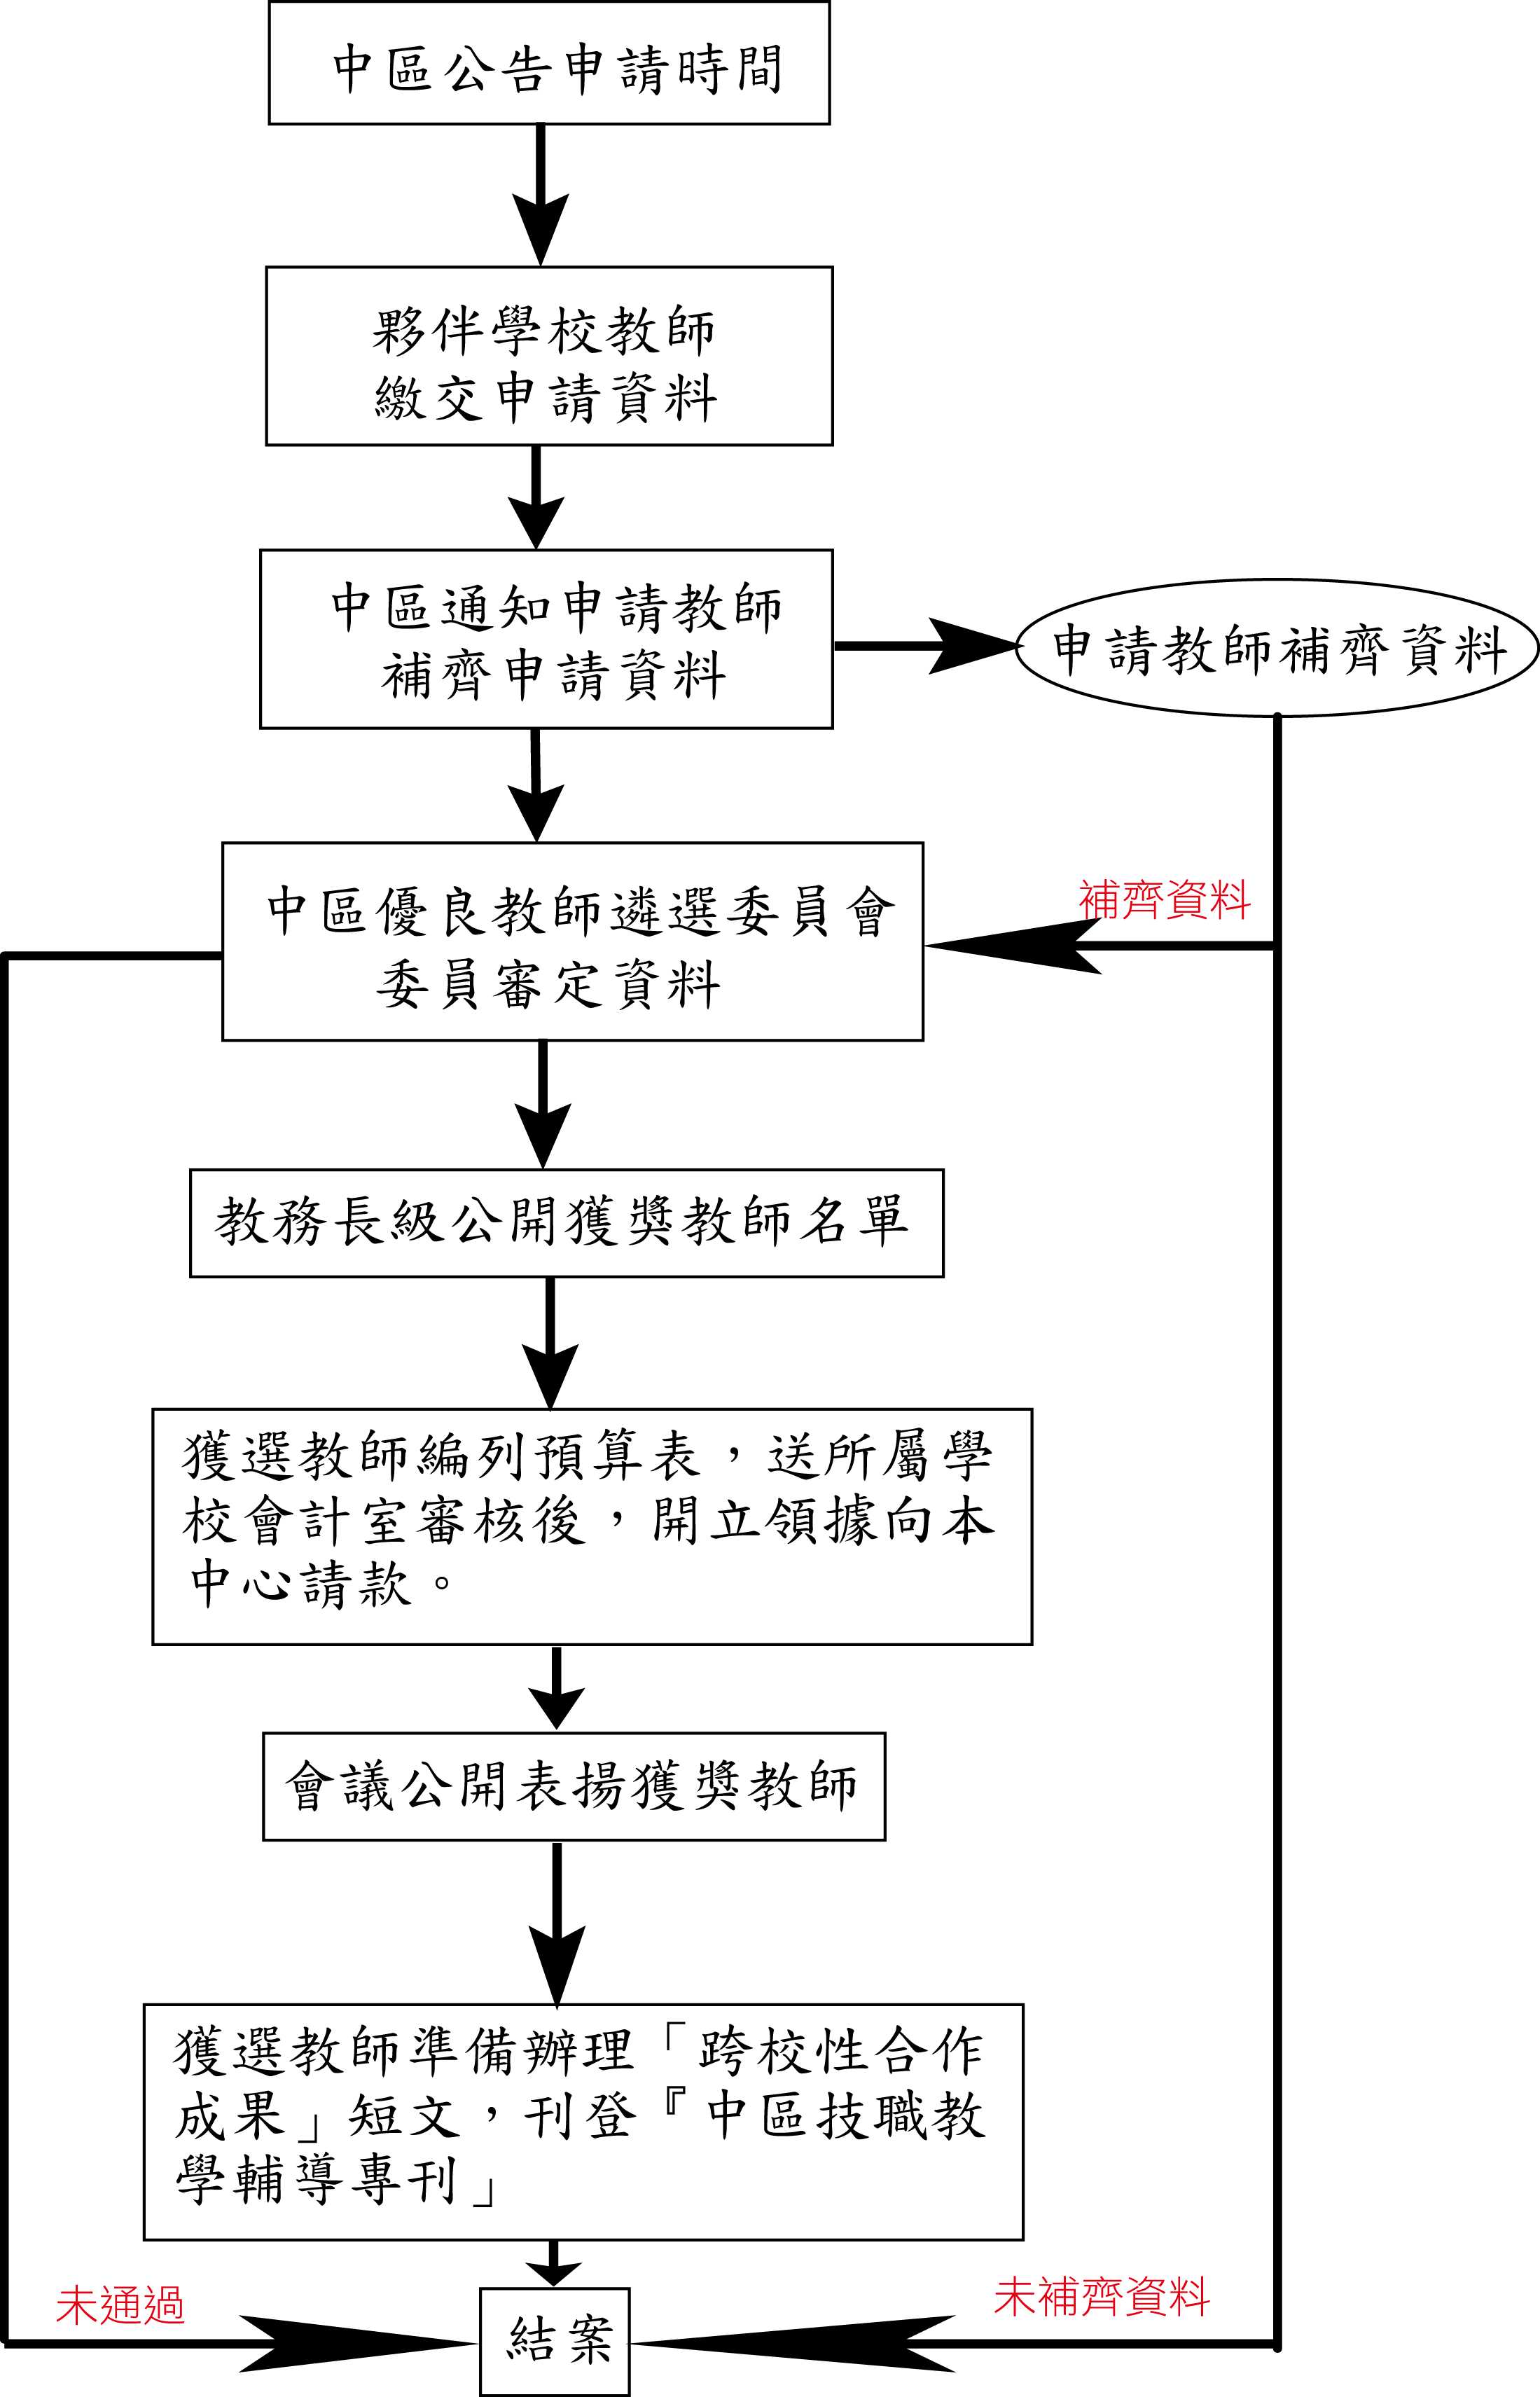 中區公告申請時間
夥伴學校教師
繳交申請資料
中區通知申請教師
補齊申請資料
申請教師補齊資料
補齊資料
中區優良教師遴選委員會
委員審定資料
教務長級公開獲獎教師名單
獲選教師編列預算表，送所屬學
校會計室審核後，開立領據向本
中心請款。
會議公開表揚獲獎教師
獲選教師準備辦理「跨校性合作
成果」短文，刊登『中區技職教
學輔導專刊」
未通過
未補齊資料
結案